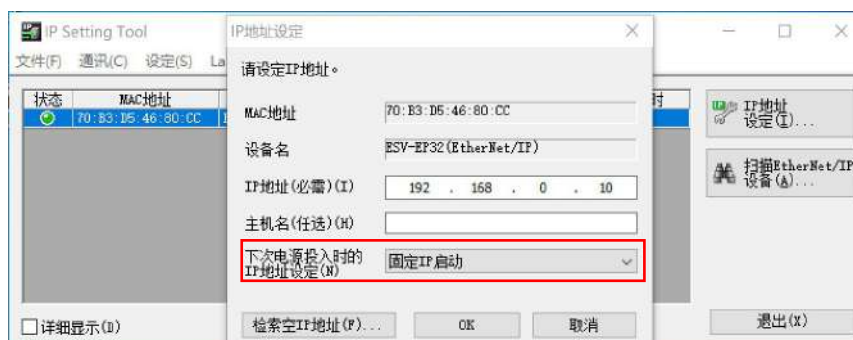 IP Setting Tool
文件(F) 通讯(C) 设定(S) La
状态 MAC地址 时
70:B3:D5:46:80:CC
IP地址设定
请设定IP地址。
MAC地址 70:B3:D5:46:80:CC
设备名 ESV-EP32(EtherNet/IP)
IP地址(必需)(I) 192 . 168 . 0 . 10
主机名(任选)(H)
下次电源投入时的
IP地址设定(N) 固定IP启动
检索空IP地址(F)... OK 取消
IP地址
设定(I)...
扫描EtherNet/IP
设备(A)...
详细显示(D)
退出(X)